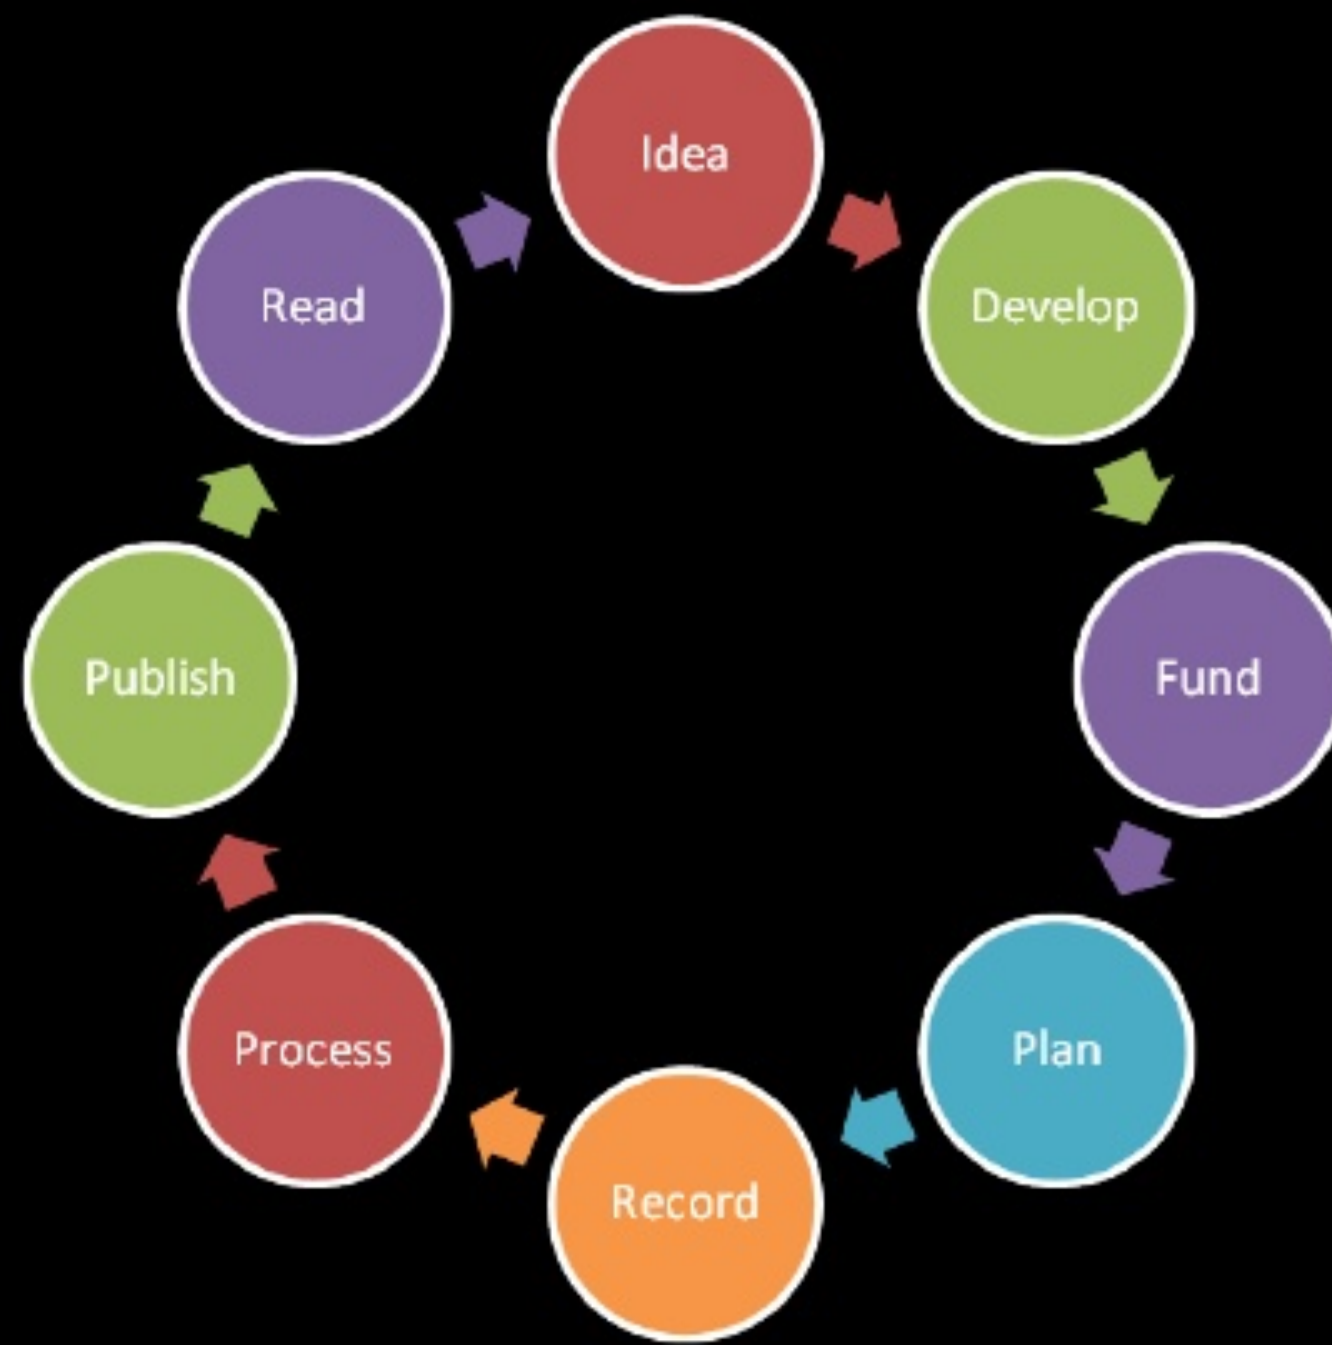 Idea
Develop
Fund
Plan
Record
Process
Publish
Read